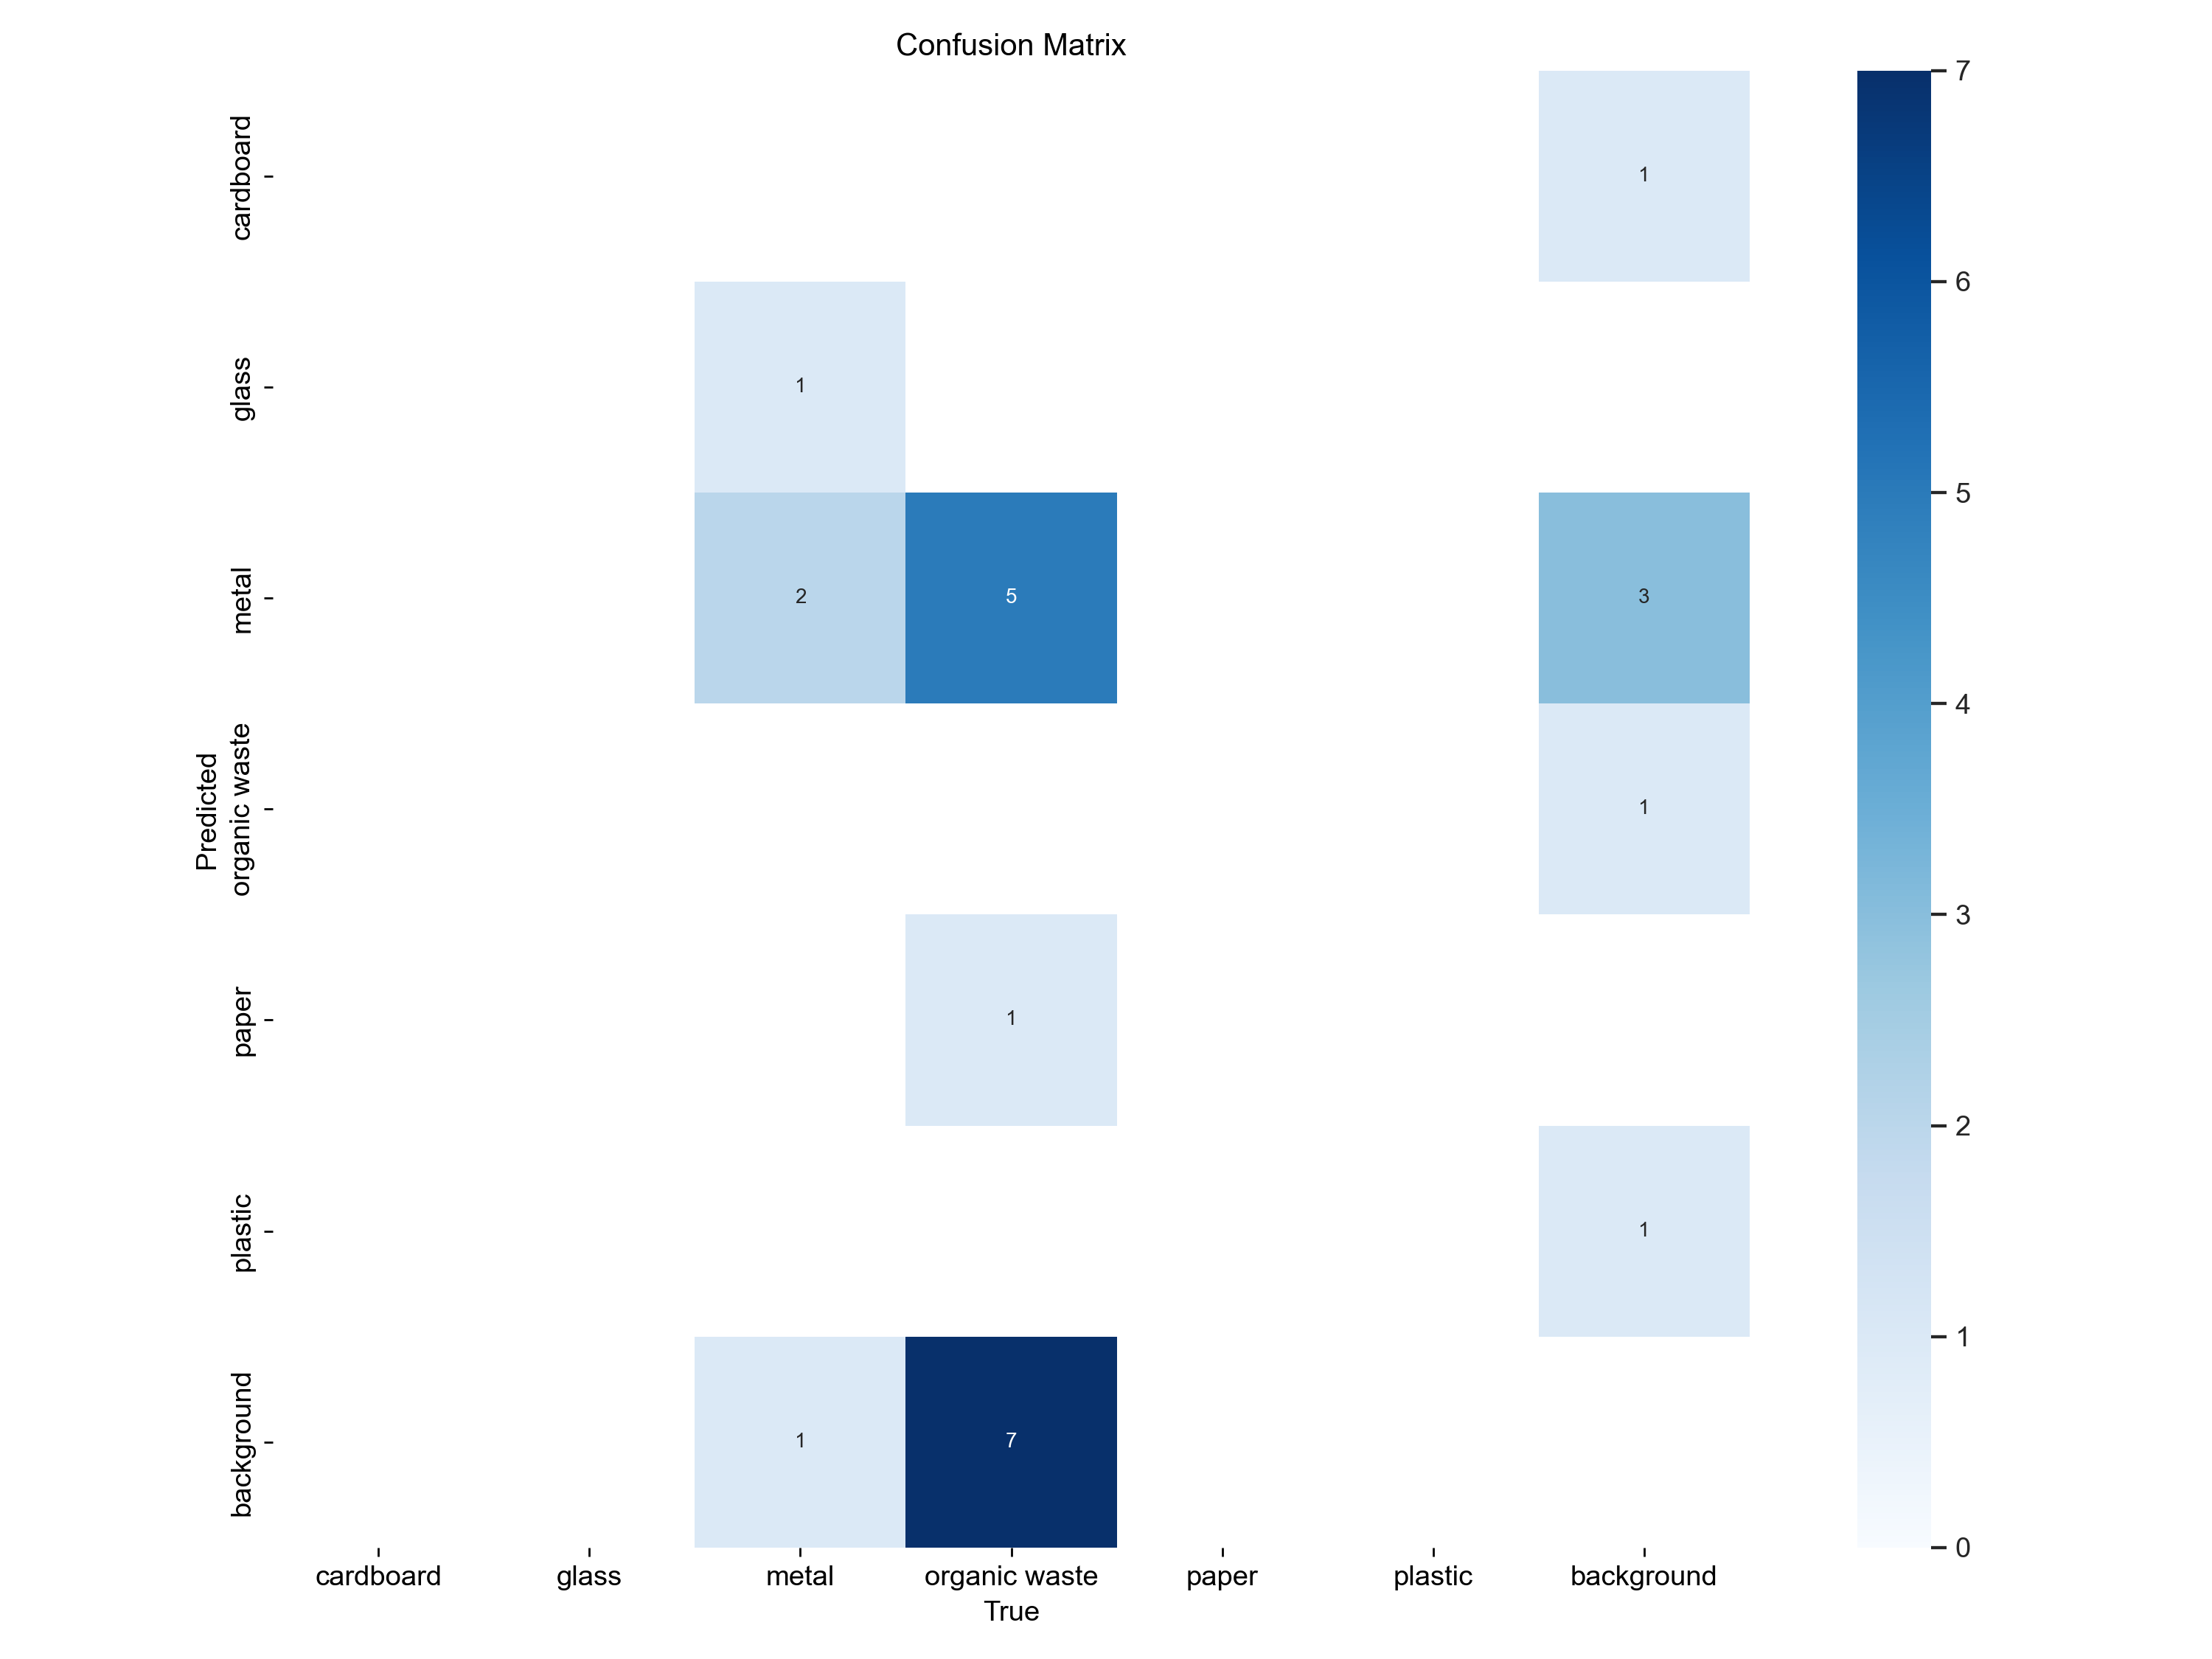 Confusion Matrix
cardboard
glass
metal
organic waste
paper
plastic
background
Predicted
1
1
2 5 3
1
1
1
1 7
cardboard glass metal organic waste paper plastic background
True
7
6
5
4
3
2
1
0